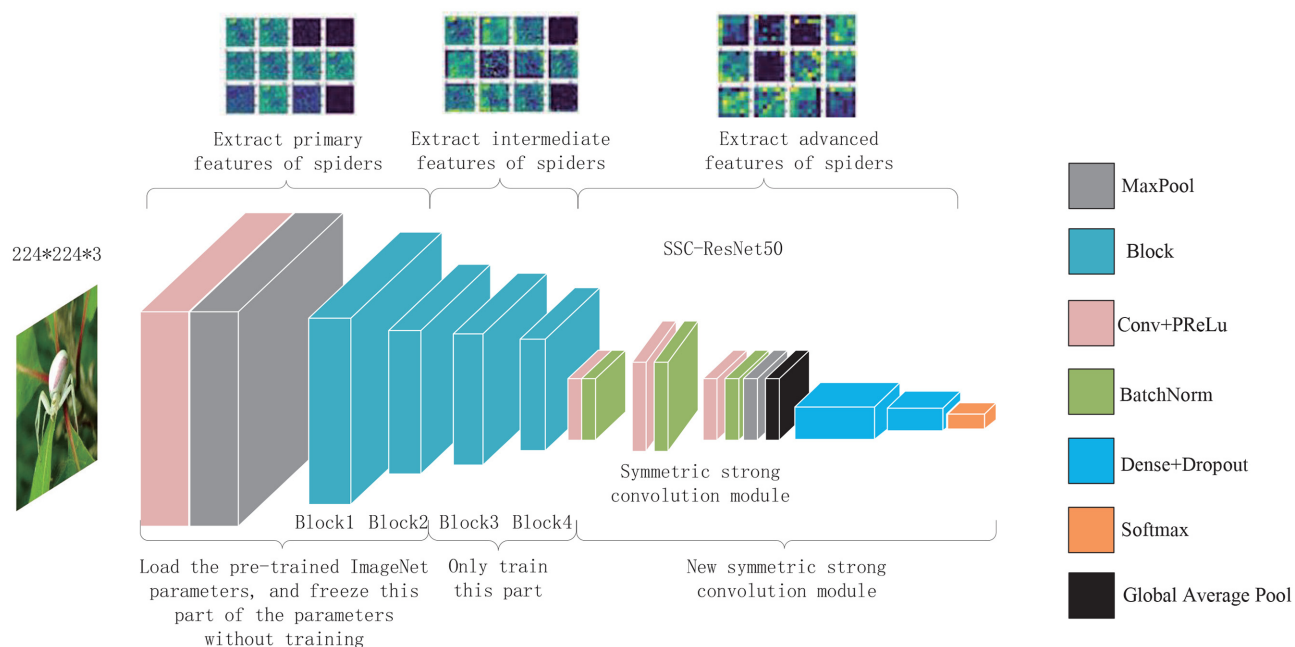 Extract primary
features of spiders
Extract intermediate
features of spiders
Extract advanced
features of spiders
224*224*3
SSC-ResNet50
Symmetric strong
convolution module
Block1
Block2
Block3
Block4
Load the pre-trained ImageNet
parameters, and freeze this
part of the parameters
without training
Only train
this part
New symmetric strong
convolution module
MaxPool
Block
Conv+PReLu
BatchNorm
Dense+Dropout
Softmax
Global Average Pool